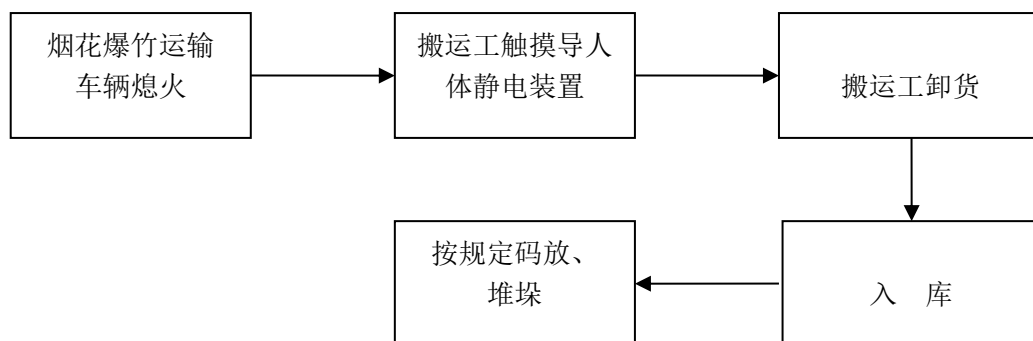 烟花爆竹运输
车辆熄火
搬运工触摸导人
体静电装置
搬运工卸货
入 库
按规定码放、
堆垛